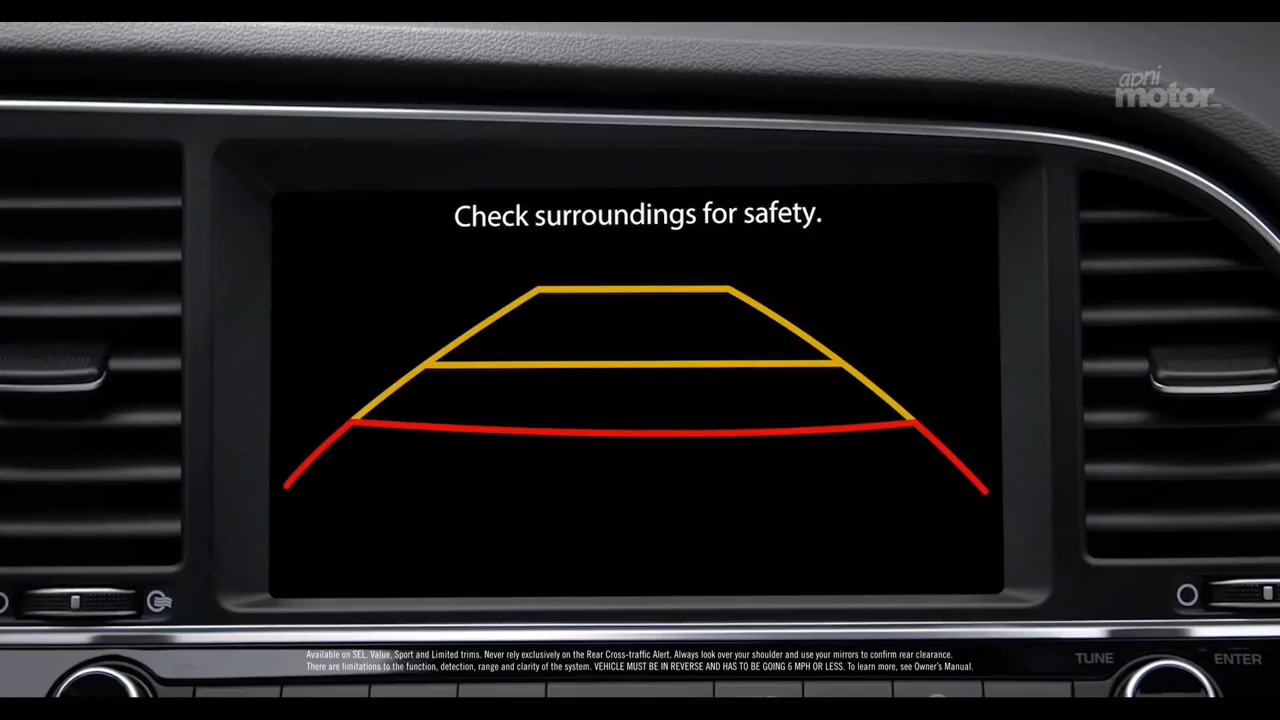 apni
motor
Check surroundings for safety.
Available on SEL, Value, Sport and Limited trims. Never rely exclusively on the Rear Cross-traffic Alert. Always look over your shoulder and use your mirrors to confirm rear clearance.
There are limitations to the function, detection, range and clarity of the system. VEHICLE MUST BE IN REVERSE AND HAS TO BE GOING 6 MPH OR LESS. To learn more, see Owner's Manual.
TUNE
ENTER